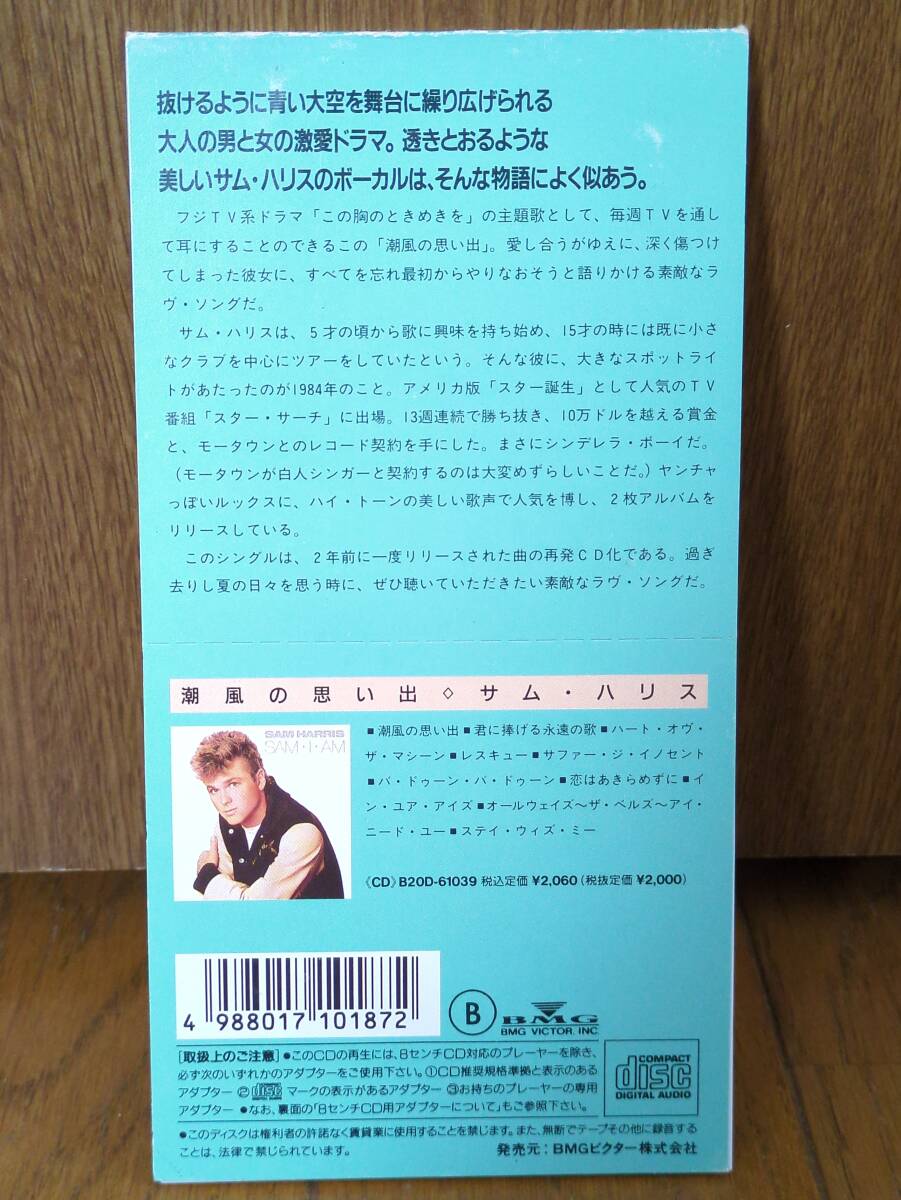 抜けるように青い大空を舞台に繰り広げられる
大人の男と女の激愛ドラマ。透きとおるような
美しいサム・ハリスのボーカルは、そんな物語によく似あう。
フジTV系ドラマ「この胸のときめきを」の主題歌として、毎週TVを通し
て耳にすることのできるこの「潮風の思い出」。愛し合うがゆえに、深く傷つけ
てしまった彼女に、すべてを忘れ最初からやりなおそうと語りかける素敵なラ
ヴ・ソングだ。
サム・ハリスは、5才の頃から歌に興味を持ち始め、15才の時には既に小さ
なクラブを中心にツアーをしていたという。そんな彼に、大きなスポットライ
トがあたったのが1984年のこと。アメリカ版「スター誕生」として人気のTV
番組「スター・サーチ」に出場。13週連続で勝ち抜き、10万ドルを越える賞金
と、モータウンとのレコード契約を手にした。まさにシンデレラ・ボーイだ。
(モータウンが白人シンガーと契約するのは大変めずらしいことだ。)ヤンチャ
っぽいルックスに、ハイ・トーンの美しい歌声で人気を博し、2枚アルバムを
リリースしている。
このシングルは、2年前に一度リリースされた曲の再発CD化である。過ぎ
去りし夏の日々を思う時に、ぜひ聴いていただきたい素敵なラヴ・ソングだ。
潮風の思い出◇サム・ハリス
SAM HARRIS
SAM・I・AM
■潮風の思い出■君に捧げる永遠の歌■ハート・オヴ・
ザ・マシーン■レスキュー■サファー・ジ・イノセント
■バ・ドゥーン・バ・ドゥーン■恋はあきらめずに■イ
ン・ユア・アイズ■オールウェイズ〜ザ・ベルズ〜アイ・
ニード・ユー■ステイ・ウィズ・ミー
《CD》B20D-61039 税込定価¥2,060(税抜定価¥2,000)
4 988017 101872
B
BMG
BMG VICTOR, INC.
[取扱上のご注意]●このCDの再生には、8センチCD対応のプレーヤーを除き、
必ず次のいずれかのアダプターをご使用下さい。①CD推奨規格準拠と表示のある
アダプター ②disc マークの表示があるアダプター ③お持ちのプレーヤーの専用
アダプター ●なお、裏面の「8センチCD用アダプターについて」もご参照下さい。
COMPACT
disc
DIGITAL AUDIO
●このディスクは権利者の許諾なく賃貸業に使用することを禁じます。また、無断でテープその他に録音する
ことは、法律で禁じられています。
発売元:BMGビクター株式会社